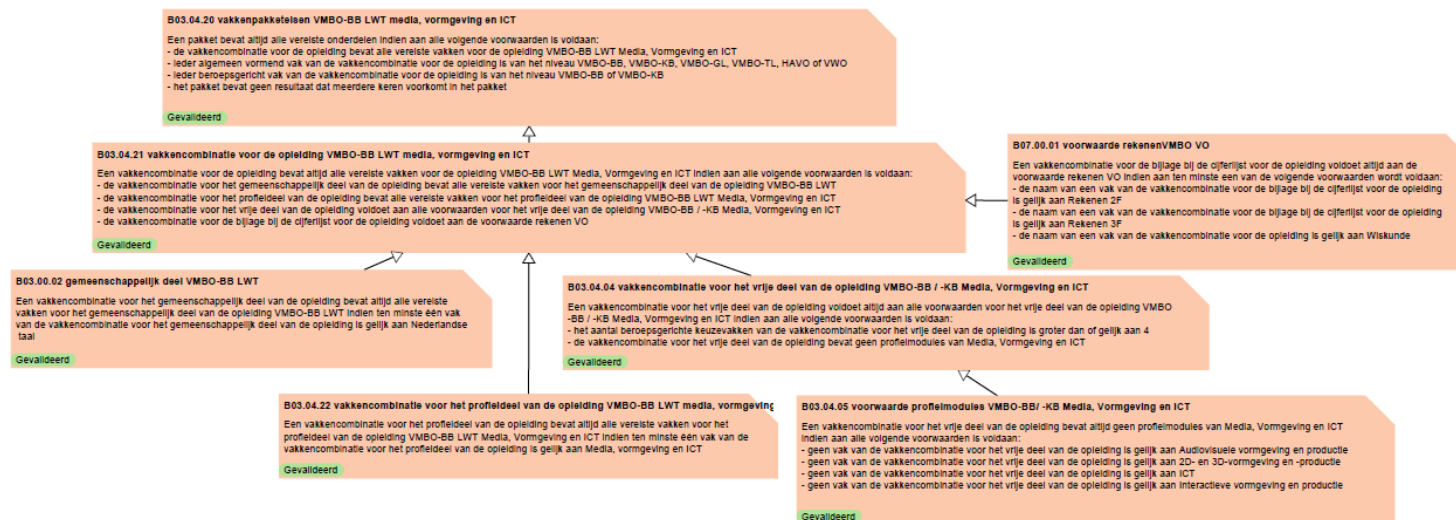 B03.04.20 vakkenpakketeisen VMBO-BB LWT media, vormgeving en ICT
Een pakket bevat altijd alle vereiste onderdelen indien aan alle volgende voorwaarden is voldaan:
- de vakkencombinatie voor de opleiding bevat alle vereiste vakken voor de opleiding VMBO-BB LWT Media, Vormgeving en ICT
- ieder algemeen vormend vak van de vakkencombinatie voor de opleiding is van het niveau VMBO-BB, VMBO-KB, VMBO-GL, VMBO-TL, HAVO of VWO
- ieder beroepsgericht vak van de vakkencombinatie voor de opleiding is van het niveau VMBO-BB of VMBO-KB
- het pakket bevat geen resultaat dat meerdere keren voorkomt in het pakket
Gevalideerd
B03.04.21 vakkencombinatie voor de opleiding VMBO-BB LWT media, vormgeving en ICT
Een vakkencombinatie voor de opleiding bevat altijd alle vereiste vakken voor de opleiding VMBO-BB LWT Media, Vormgeving en ICT indien aan alle volgende voorwaarden is voldaan:
- de vakkencombinatie voor het gemeenschappelijk deel van de opleiding bevat alle vereiste vakken voor het gemeenschappelijk deel van de opleiding VMBO-BB LWT
- de vakkencombinatie voor het profieldeel van de opleiding bevat alle vereiste vakken voor het profieldeel van de opleiding VMBO-BB LWT Media, Vormgeving en ICT
- de vakkencombinatie voor het vrije deel van de opleiding voldoet aan alle voorwaarden voor het vrije deel van de opleiding VMBO-BB / -KB Media, Vormgeving en ICT
- de vakkencombinatie voor de bijlage bij de cijferlijst voor de opleiding voldoet aan de voorwaarde rekenen VO
Gevalideerd
B07.00.01 voorwaarde rekenenVMBO VO
Een vakkencombinatie voor de bijlage bij de cijferlijst voor de opleiding voldoet altijd aan de
voorwaarde rekenen VO indien aan ten minste een van de volgende voorwaarden wordt voldaan:
- de naam van een vak van de vakkencombinatie voor de bijlage bij de cijferlijst voor de opleiding
is gelijk aan Rekenen 2F
- de naam van een vak van de vakkencombinatie voor de bijlage bij de cijferlijst voor de opleiding
is gelijk aan Rekenen 3F
- de naam van een vak van de vakkencombinatie voor de opleiding is gelijk aan Wiskunde
Gevalideerd
B03.00.02 gemeenschappelijk deel VMBO-BB LWT
Een vakkencombinatie voor het gemeenschappelijk deel van de opleiding bevat altijd alle vereiste
vakken voor het gemeenschappelijk deel van de opleiding VMBO-BB LWT indien ten minste één vak
van de vakkencombinatie voor het gemeenschappelijk deel van de opleiding is gelijk aan Nederlandse
taal
Gevalideerd
B03.04.04 vakkencombinatie voor het vrije deel van de opleiding VMBO-BB / -KB Media, Vormgeving en ICT
Een vakkencombinatie voor het vrije deel van de opleiding voldoet altijd aan alle voorwaarden voor het vrije deel van de opleiding VMBO
-BB / -KB Media, Vormgeving en ICT indien aan alle volgende voorwaarden is voldaan:
- het aantal beroepsgerichte keuzevakken van de vakkencombinatie voor het vrije deel van de opleiding is groter dan of gelijk aan 4
- de vakkencombinatie voor het vrije deel van de opleiding bevat geen profielmodules van Media, Vormgeving en ICT
Gevalideerd
B03.04.22 vakkencombinatie voor het profieldeel van de opleiding VMBO-BB LWT media, vormgeving
Een vakkencombinatie voor het profieldeel van de opleiding bevat altijd alle vereiste vakken voor het
profieldeel van de opleiding VMBO-BB LWT Media, Vormgeving en ICT indien ten minste één vak van de
vakkencombinatie voor het profieldeel van de opleiding is gelijk aan Media, vormgeving en ICT
Gevalideerd
B03.04.05 voorwaarde profielmodules VMBO-BB/ -KB Media, Vormgeving en ICT
Een vakkencombinatie voor het vrije deel van de opleiding bevat altijd geen profielmodules van Media, Vormgeving en ICT
indien aan alle volgende voorwaarden is voldaan:
- geen vak van de vakkencombinatie voor het vrije deel van de opleiding is gelijk aan Audiovisuele vormgeving en productie
- geen vak van de vakkencombinatie voor het vrije deel van de opleiding is gelijk aan 2D- en 3D-vormgeving en -productie
- geen vak van de vakkencombinatie voor het vrije deel van de opleiding is gelijk aan ICT
- geen vak van de vakkencombinatie voor het vrije deel van de opleiding is gelijk aan Interactieve vormgeving en productie
Gevalideerd